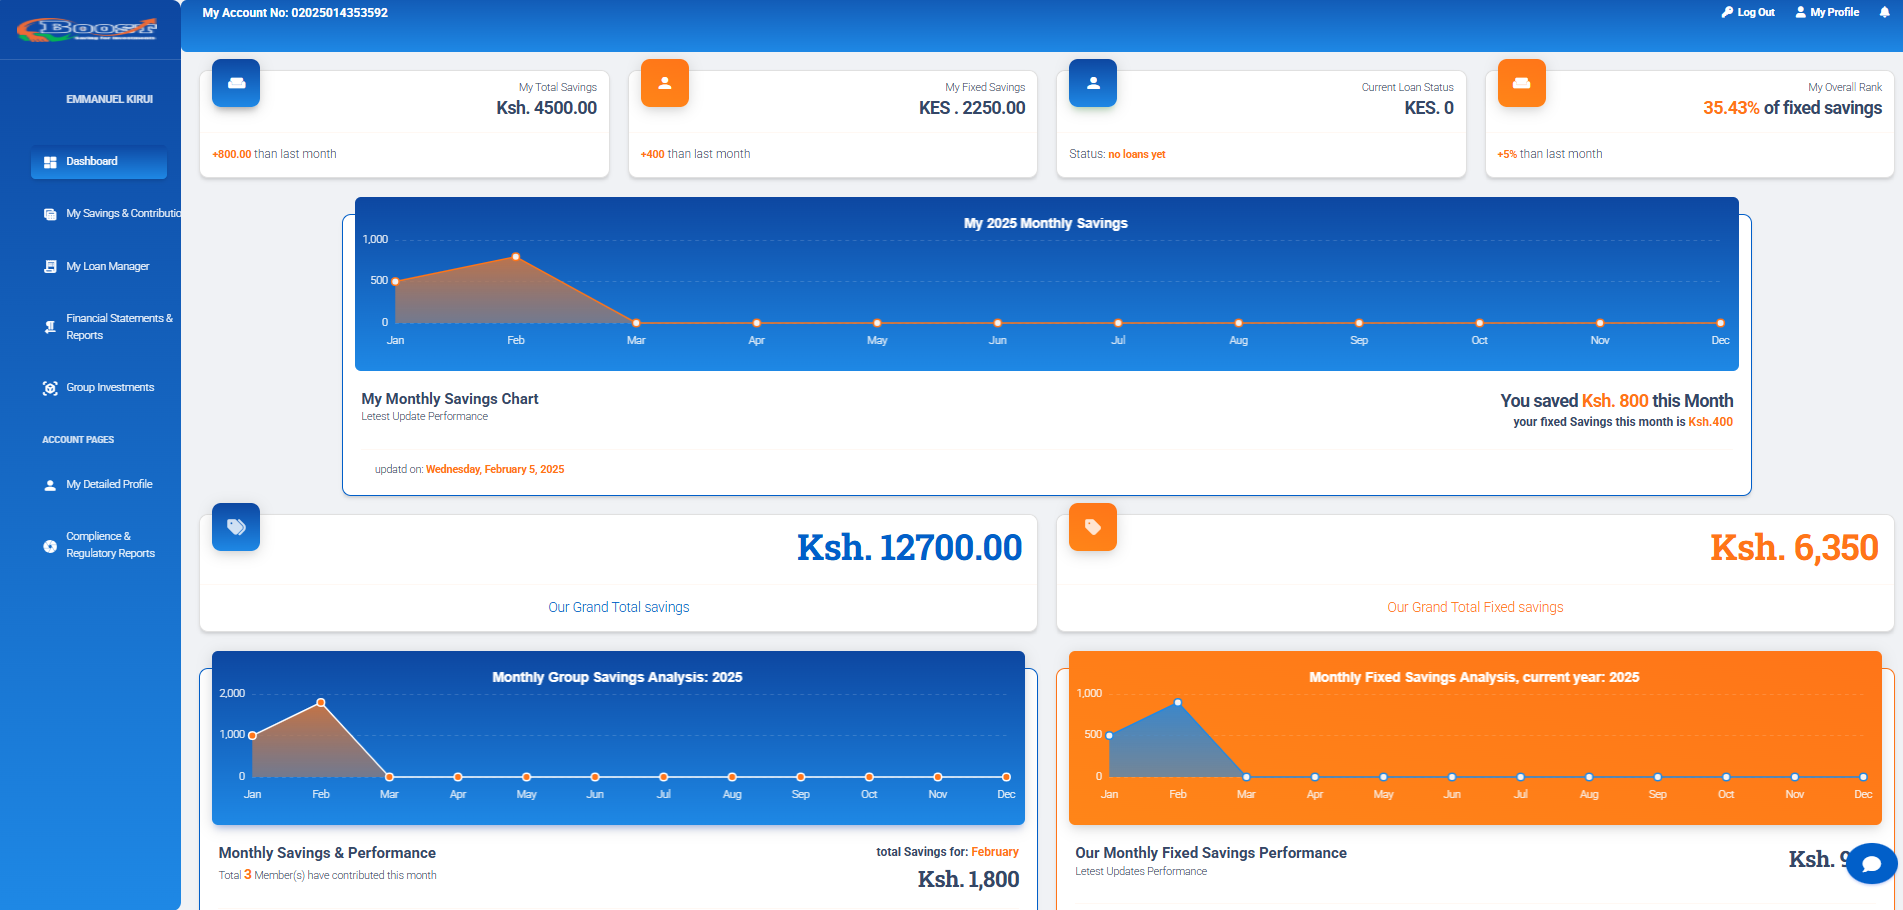 Boost
My Account No: 02025014353592
Log Out
My Profile
EMMANUEL KIRUI
Dashboard
My Savings & Contributio
My Loan Manager
Financial Statements &
Reports
Group Investments
ACCOUNT PAGES
My Detailed Profile
Complience &
Regulatory Reports
My Total Savings
Ksh. 4500.00
+800.00 than last month
My Fixed Savings
KES . 2250.00
+400 than last month
Current Loan Status
KES. 0
Status: no loans yet
My Overall Rank
35.43% of fixed savings
+5% than last month
My 2025 Monthly Savings
1,000
500
0
Jan Feb Mar Apr May Jun Jul Aug Sep Oct Nov Dec
My Monthly Savings Chart
Letest Update Performance
You saved Ksh. 800 this Month
your fixed Savings this month is Ksh.400
updatd on: Wednesday, February 5, 2025
Ksh. 12700.00
Our Grand Total savings
Ksh. 6,350
Our Grand Total Fixed savings
Monthly Group Savings Analysis: 2025
2,000
1,000
0
Jan Feb Mar Apr May Jun Jul Aug Sep Oct Nov Dec
Monthly Savings & Performance
Total 3 Member(s) have contributed this month
total Savings for: February
Ksh. 1,800
Monthly Fixed Savings Analysis, current year: 2025
1,000
500
0
Jan Feb Mar Apr May Jun Jul Aug Sep Oct Nov Dec
Our Monthly Fixed Savings Performance
Letest Updates Performance
Ksh.